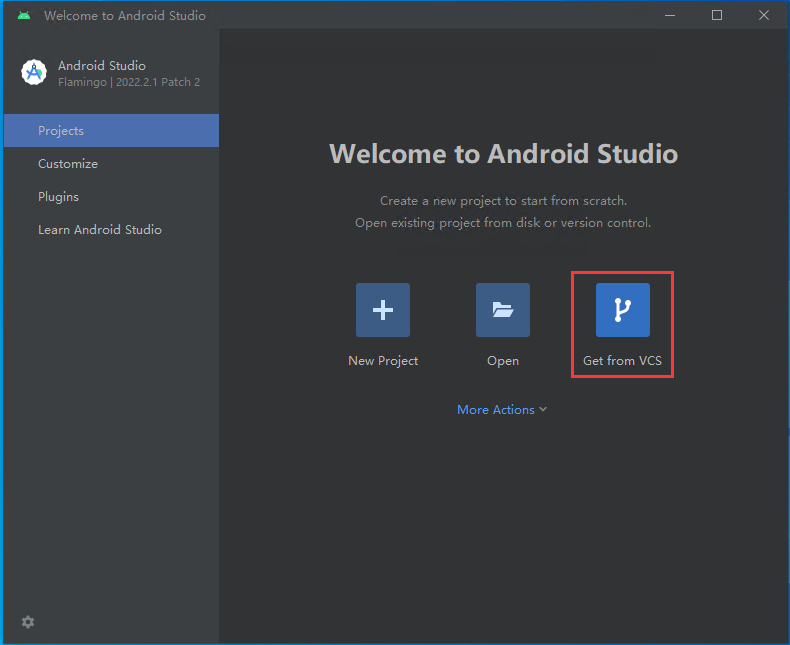 Welcome to Android Studio
Android Studio
Flamingo | 2022.2.1 Patch 2
Projects
Customize
Plugins
Learn Android Studio
Welcome to Android Studio
Create a new project to start from scratch.
Open existing project from disk or version control.
New Project
Open
Get from VCS
More Actions